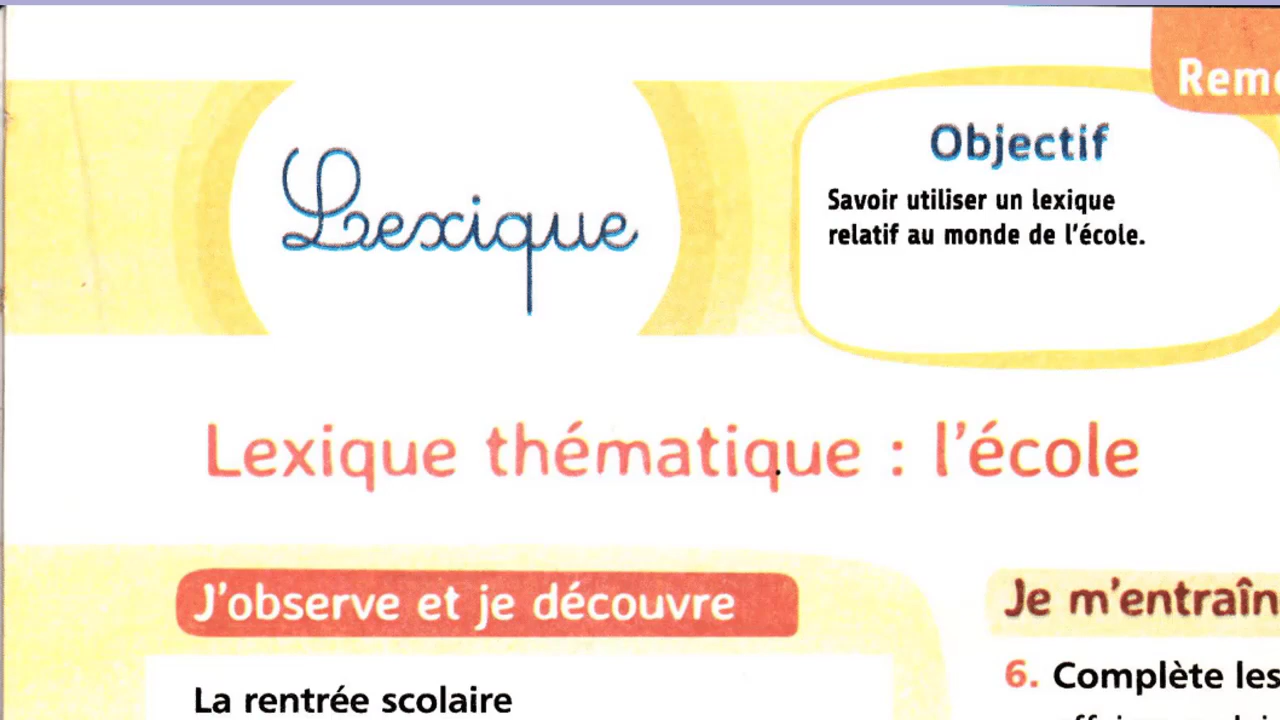 Lexique
Objectif
Savoir utiliser un lexique
relatif au monde de l'école.
Lexique thématique : l'école
J'observe et je découvre
La rentrée scolaire
6. Complète les